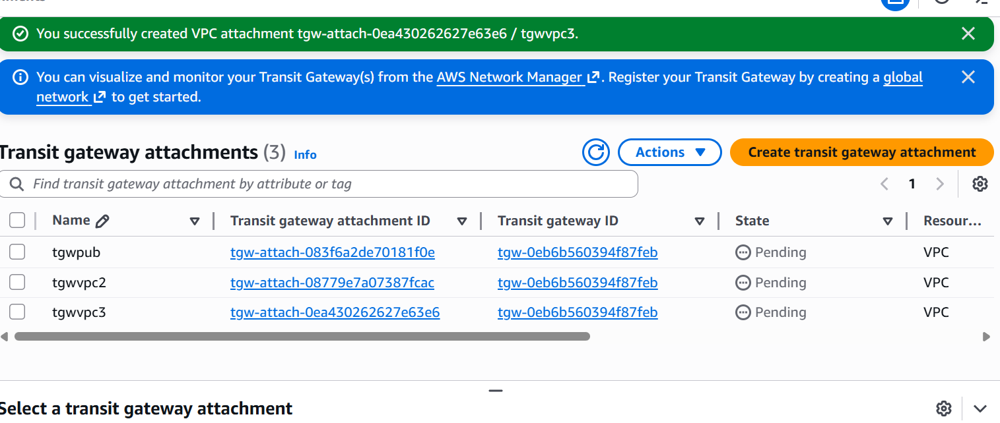 You successfully created VPC attachment tgw-attach-0ea430262627e63e6 / tgwvpc3.
You can visualize and monitor your Transit Gateway(s) from the AWS Network Manager. Register your Transit Gateway by creating a global
network to get started.
Transit gateway attachments (3) Info
Actions
Create transit gateway attachment
Find transit gateway attachment by attribute or tag
1
Name Transit gateway attachment ID Transit gateway ID State Resour...
tgwpub tgw-attach-083f6a2de70181f0e tgw-0eb6b560394f87feb Pending VPC
tgwvpc2 tgw-attach-08779e7a07387fcac tgw-0eb6b560394f87feb Pending VPC
tgwvpc3 tgw-attach-0ea430262627e63e6 tgw-0eb6b560394f87feb Pending VPC
Select a transit gateway attachment